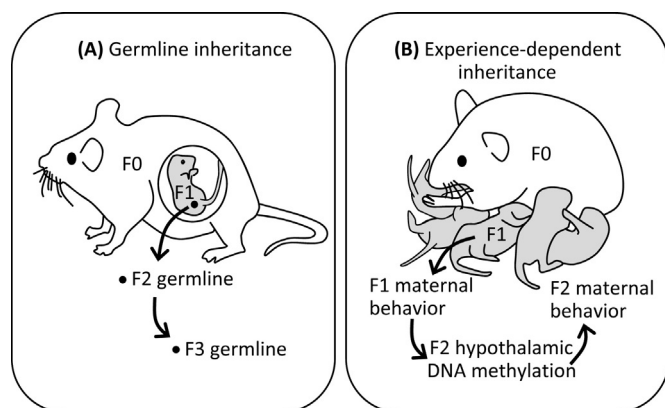 (A) Germline inheritance
F0
F1
F2 germline
F3 germline
(B) Experience-dependent
inheritance
F0
F1
F1 maternal
behavior
F2 hypothalamic
DNA methylation
F2 maternal
behavior